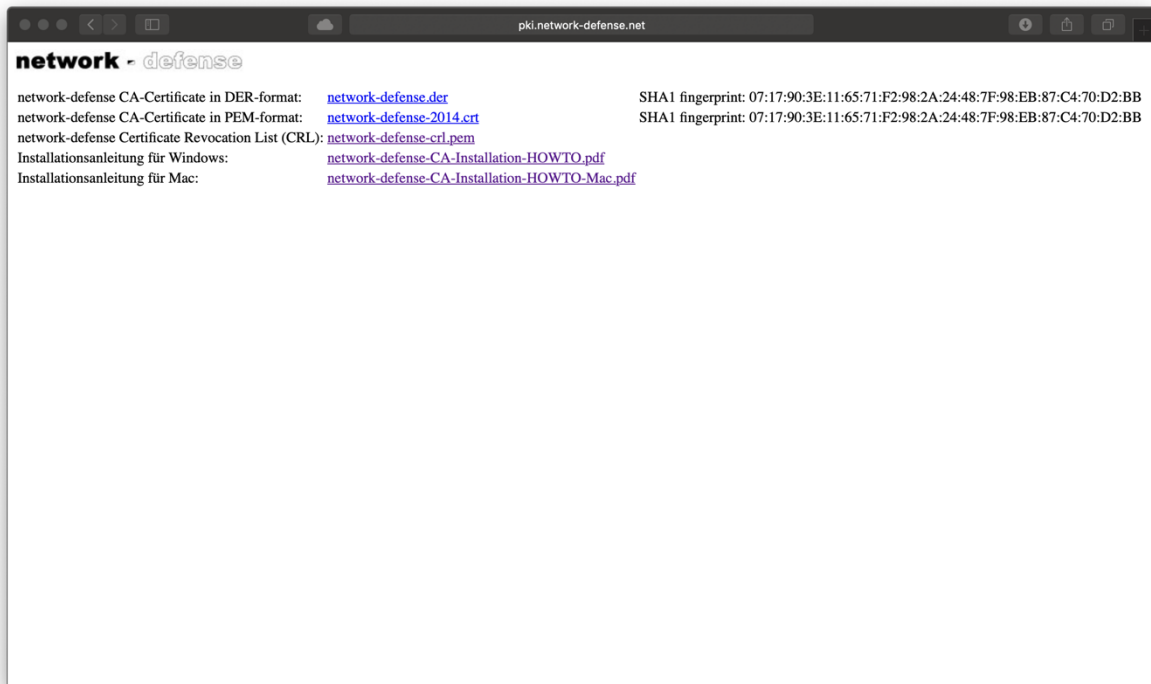 pki.network-defense.net
network - defense
network-defense CA-Certificate in DER-format: network-defense.der SHA1 fingerprint: 07:17:90:3E:11:65:71:F2:98:2A:24:48:7F:98:EB:87:C4:70:D2:BB
network-defense CA-Certificate in PEM-format: network-defense-2014.crt SHA1 fingerprint: 07:17:90:3E:11:65:71:F2:98:2A:24:48:7F:98:EB:87:C4:70:D2:BB
network-defense Certificate Revocation List (CRL): network-defense-crl.pem
Installationsanleitung für Windows: network-defense-CA-Installation-HOWTO.pdf
Installationsanleitung für Mac: network-defense-CA-Installation-HOWTO-Mac.pdf